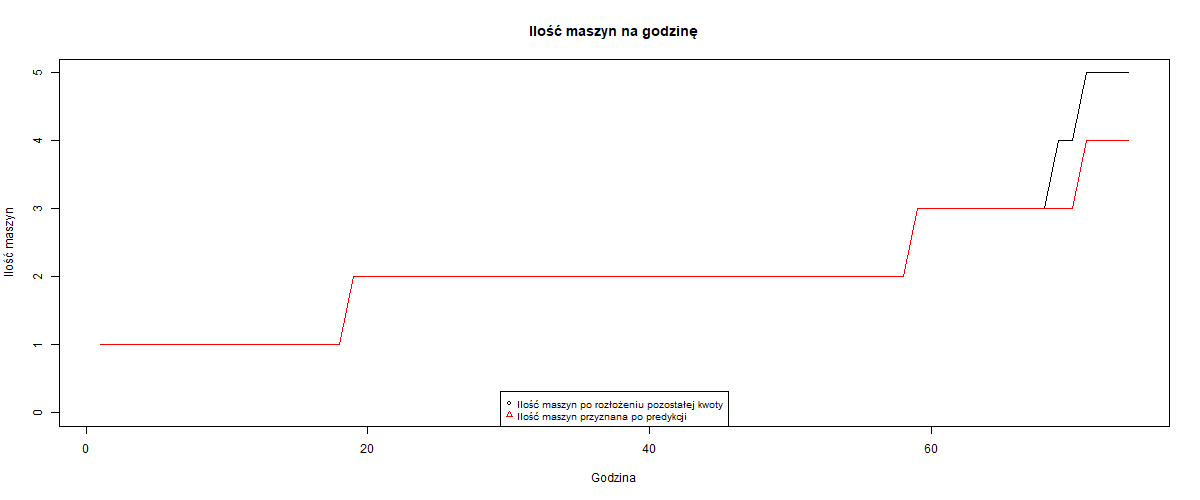 Ilość maszyn na godzinę
Ilość maszyn
5
4
3
2
1
0
Ilość maszyn po rozłożeniu pozostałej kwoty
Ilość maszyn przyznana po predykcji
0 20 40 60
Godzina